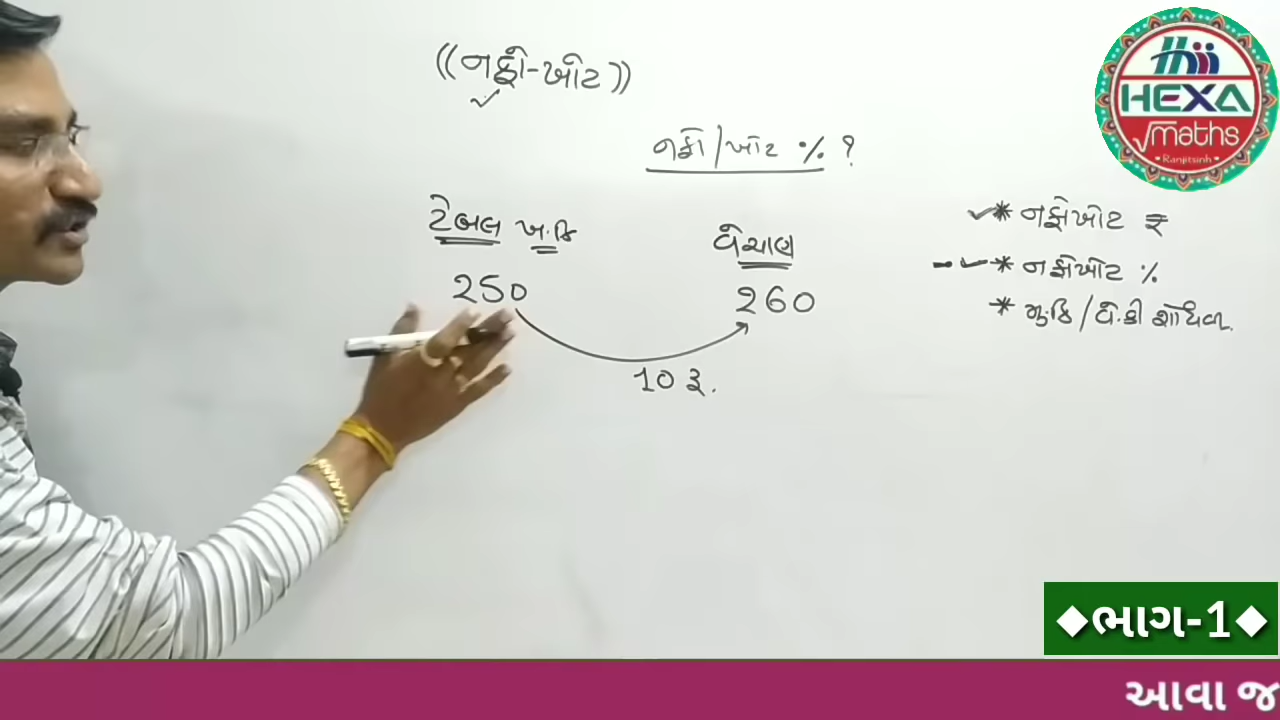 ((નફો-ખોટ))
નફો/ખોટ % ?
ટેબલ ખ.કિ
વેચાણ
250
260
10 રૂ.
* નફોખોટ ₹
* નફોખોટ %
* મુ.કિ / વે.કી શોધવા.
HEXA
√maths
Ranjitsinh
◆ભાગ-1◆
આવા જ